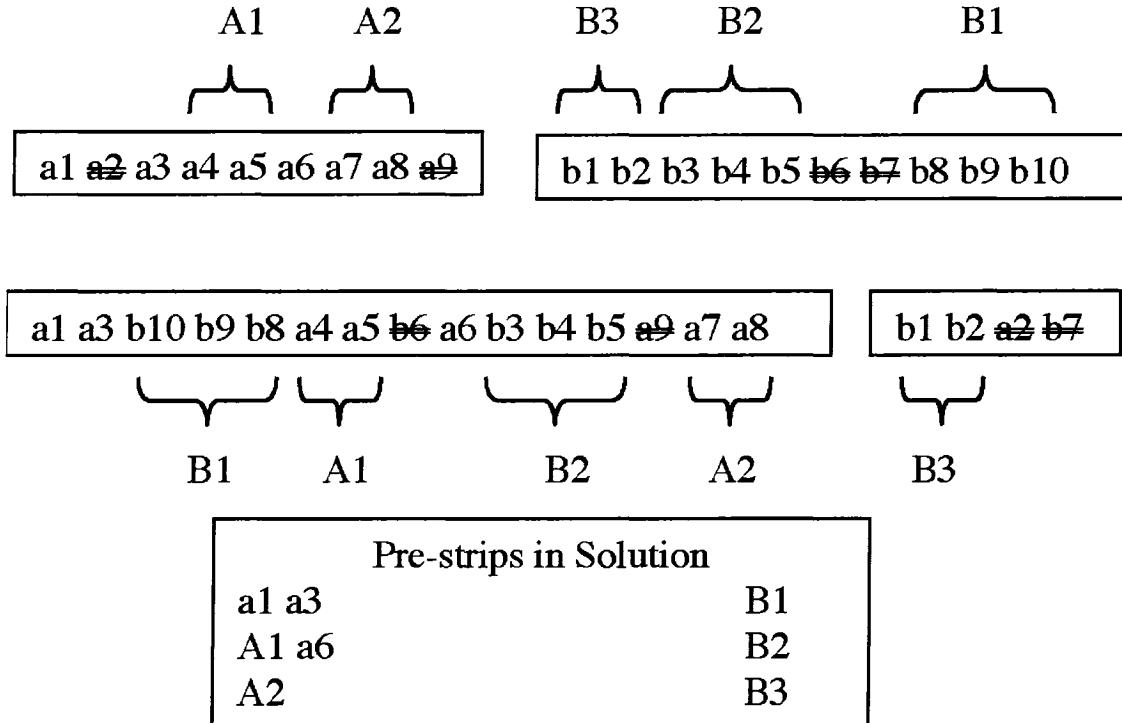 A1 A2 B3 B2 B1
a1 a2 a3 a4 a5 a6 a7 a8 a9 b1 b2 b3 b4 b5 b6 b7 b8 b9 b10
a1 a3 b10 b9 b8 a4 a5 b6 a6 b3 b4 b5 a9 a7 a8 b1 b2 a2 b7
B1 A1 B2 A2 B3
Pre-strips in Solution
a1 a3 B1
A1 a6 B2
A2 B3